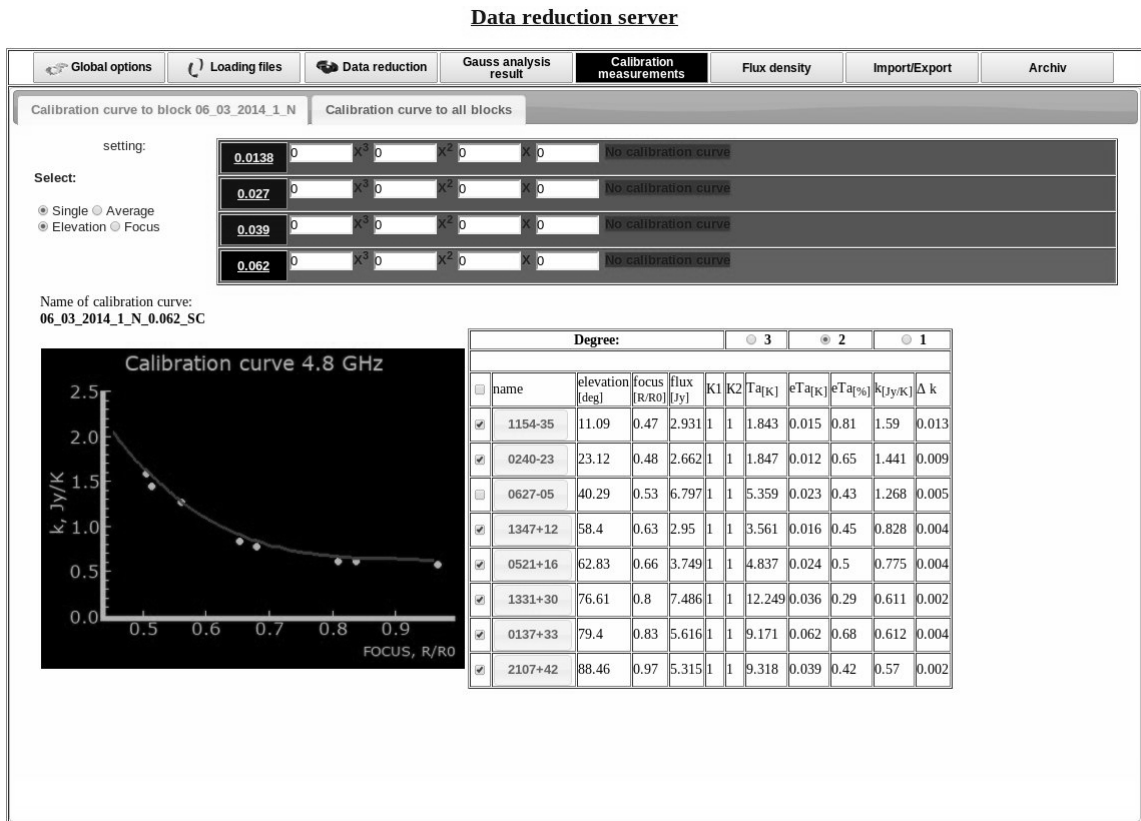 Data reduction server
Global options Loading files Data reduction Gauss analysis result Calibration measurements Flux density Import/Export Archiv
Calibration curve to block 06_03_2014_1_N Calibration curve to all blocks
setting:
Select:
Single Average
Elevation Focus
0.0138 0 X³ 0 X² 0 X 0 No calibration curve
0.027 0 X³ 0 X² 0 X 0 No calibration curve
0.039 0 X³ 0 X² 0 X 0 No calibration curve
0.062 0 X³ 0 X² 0 X 0 No calibration curve
Name of calibration curve:
06_03_2014_1_N_0.062_SC
Calibration curve 4.8 GHz
k, Jy/K
2.5
2.0
1.5
1.0
0.5
0.0
0.5 0.6 0.7 0.8 0.9
FOCUS, R/R0
Degree: 3 2 1
name elevation [deg] focus [R/R0] flux [Jy] K1 K2 Ta[K] eTa[K] eTa[%] k[Jy/K] Δ k
1154-35 11.09 0.47 2.931 1 1 1.843 0.015 0.81 1.59 0.013
0240-23 23.12 0.48 2.662 1 1 1.847 0.012 0.65 1.441 0.009
0627-05 40.29 0.53 6.797 1 1 5.359 0.023 0.43 1.268 0.005
1347+12 58.4 0.63 2.95 1 1 3.561 0.016 0.45 0.828 0.004
0521+16 62.83 0.66 3.749 1 1 4.837 0.024 0.5 0.775 0.004
1331+30 76.61 0.8 7.486 1 1 12.249 0.036 0.29 0.611 0.002
0137+33 79.4 0.83 5.616 1 1 9.171 0.062 0.68 0.612 0.004
2107+42 88.46 0.97 5.315 1 1 9.318 0.039 0.42 0.57 0.002